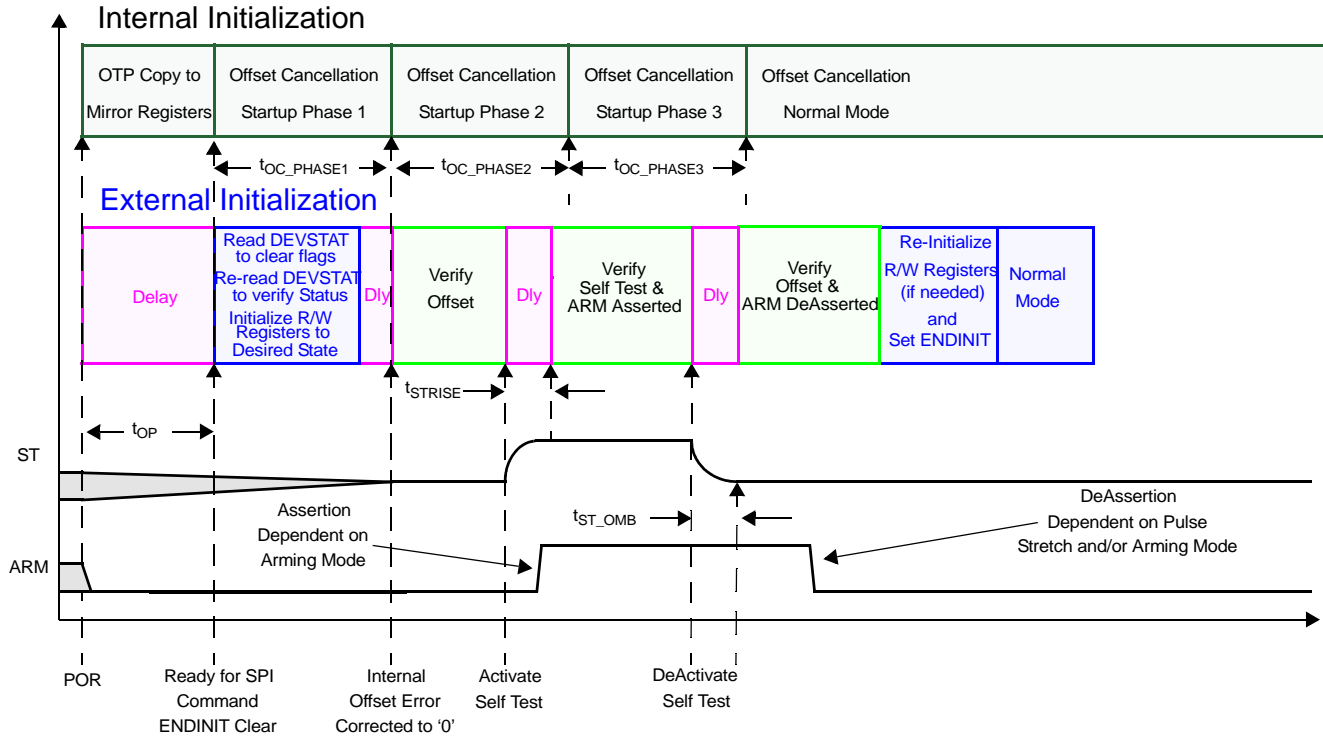 Internal Initialization
OTP Copy to
Mirror Registers
Offset Cancellation
Startup Phase 1
Offset Cancellation
Startup Phase 2
Offset Cancellation
Startup Phase 3
Offset Cancellation
Normal Mode
tOC_PHASE1
tOC_PHASE2
tOC_PHASE3
External Initialization
Delay
Read DEVSTAT
to clear flags
Re-read DEVSTAT
to verify Status
Initialize R/W
Registers to
Desired State
Dly
Verify
Offset
Dly
Verify
Self Test &
ARM Asserted
Dly
Verify
Offset &
ARM DeAsserted
Re-Initialize
R/W Registers
(if needed)
and
Set ENDINIT
Normal
Mode
tSTRISE
tOP
ST
Assertion
Dependent on
Arming Mode
tST_OMB
DeAssertion
Dependent on Pulse
Stretch and/or Arming Mode
ARM
POR
Ready for SPI
Command
ENDINIT Clear
Internal
Offset Error
Corrected to ‘0’
Activate
Self Test
DeActivate
Self Test